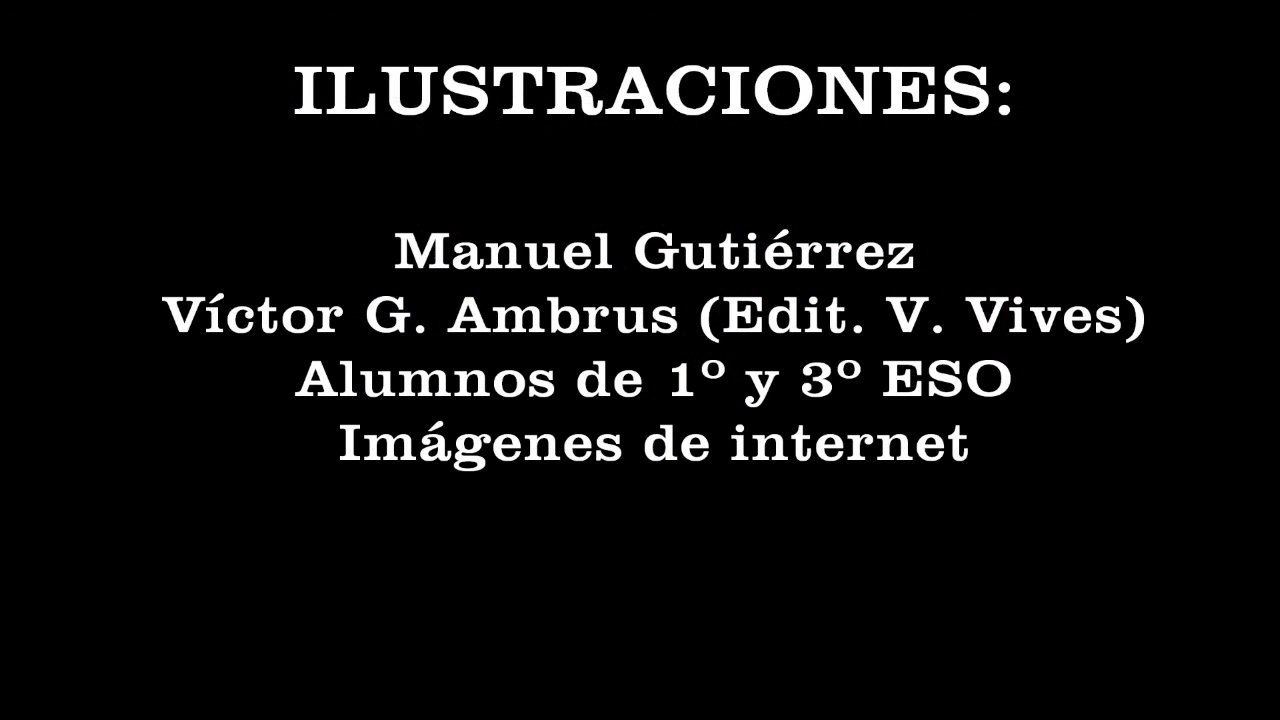 ILUSTRACIONES:
Manuel Gutiérrez
Víctor G. Ambrus (Edit. V. Vives)
Alumnos de 1º y 3º ESO
Imágenes de internet